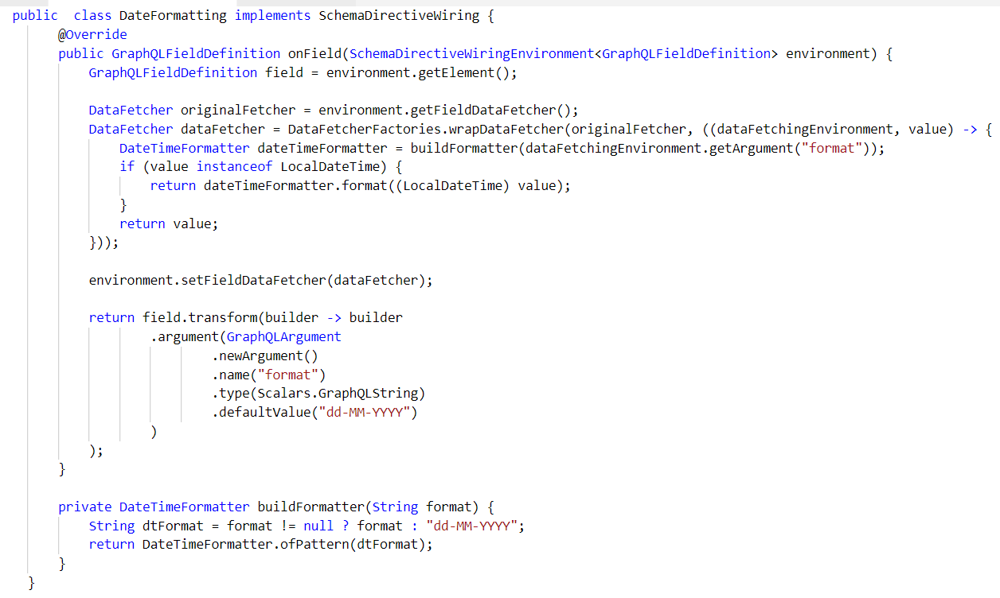 public  class DateFormatting implements SchemaDirectiveWiring {
@Override
public GraphQLFieldDefinition onField(SchemaDirectiveWiringEnvironment<GraphQLFieldDefinition> environment) {
GraphQLFieldDefinition field = environment.getElement();
DataFetcher originalFetcher = environment.getFieldDataFetcher();
DataFetcher dataFetcher = DataFetcherFactories.wrapDataFetcher(originalFetcher, ((dataFetchingEnvironment, value) -> {
DateTimeFormatter dateTimeFormatter = buildFormatter(dataFetchingEnvironment.getArgument("format"));
if (value instanceof LocalDateTime) {
return dateTimeFormatter.format((LocalDateTime) value);
}
return value;
}));
environment.setFieldDataFetcher(dataFetcher);
return field.transform(builder -> builder
.argument(GraphQLArgument
.newArgument()
.name("format")
.type(Scalars.GraphQLString)
.defaultValue("dd-MM-YYYY")
)
);
}
private DateTimeFormatter buildFormatter(String format) {
String dtFormat = format != null ? format : "dd-MM-YYYY";
return DateTimeFormatter.ofPattern(dtFormat);
}
}